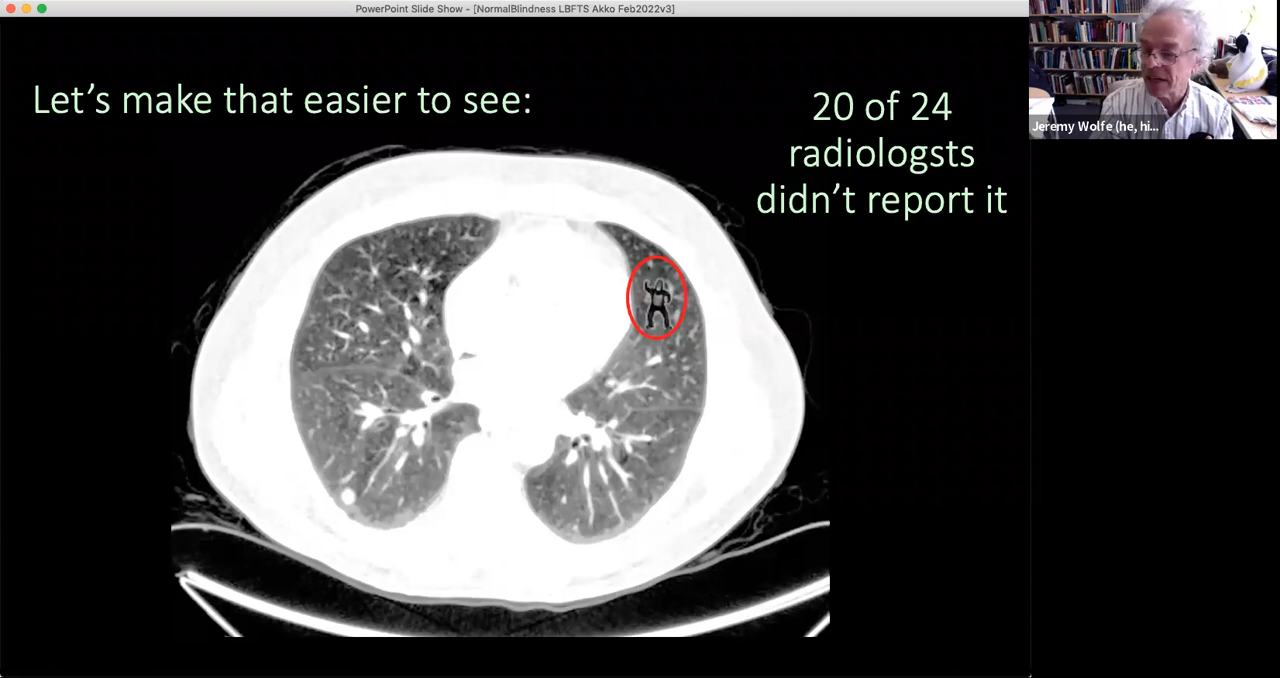 PowerPoint Slide Show - [NormalBlindness LBFTS Akko Feb2022v3]
Let’s make that easier to see:
20 of 24
radiologsts
didn’t report it
Jeremy Wolfe (he, hi...